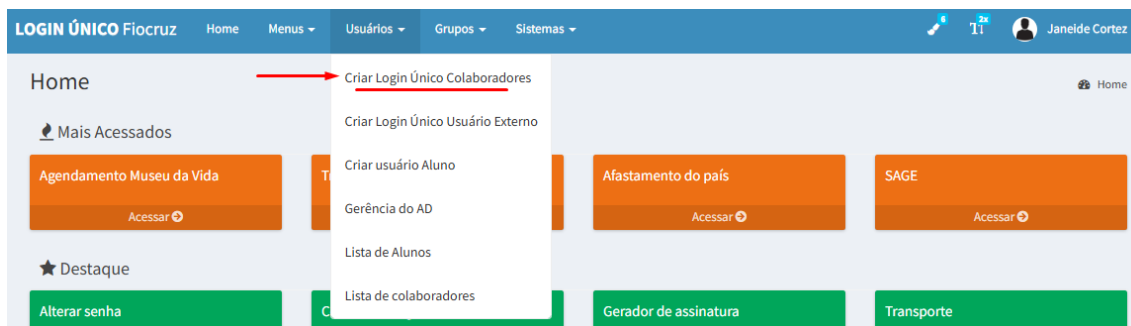 LOGIN ÚNICO Fiocruz Home Menus Usuários Grupos Sistemas 6 2x Janeide Cortez
Home
Home
Criar Login Único Colaboradores
Criar Login Único Usuário Externo
Criar usuário Aluno
Gerência do AD
Lista de Alunos
Lista de colaboradores
Mais Acessados
Agendamento Museu da Vida
Acessar
Afastamento do país
Acessar
SAGE
Acessar
Destaque
Alterar senha
Gerador de assinatura
Transporte